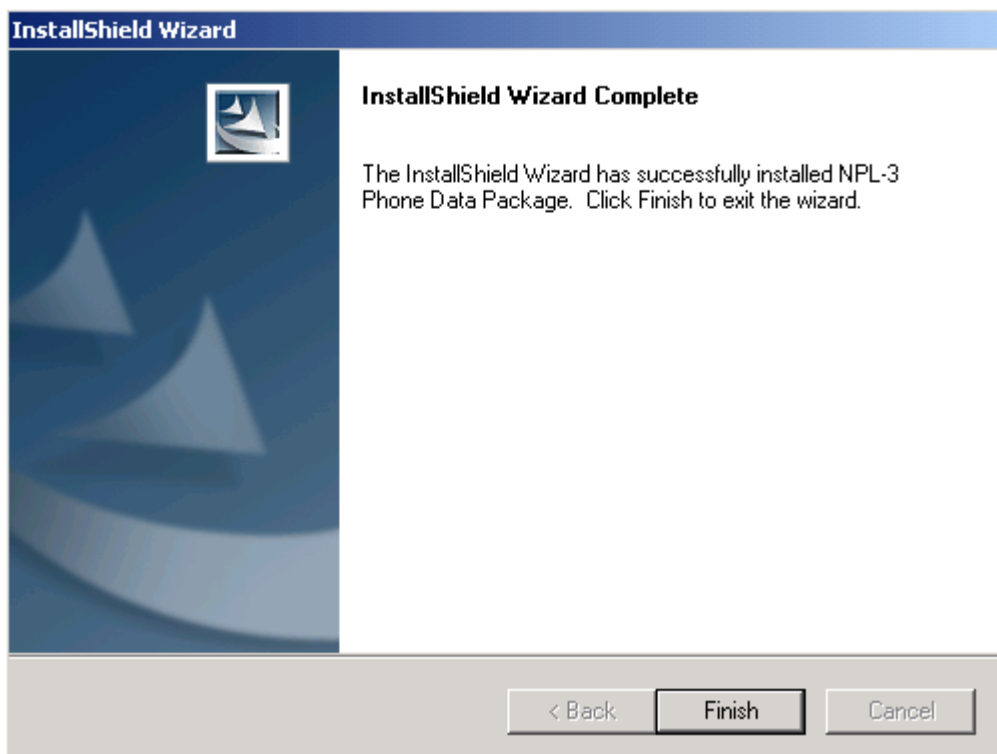 InstallShield Wizard
InstallShield Wizard Complete
The InstallShield Wizard has successfully installed NPL-3
Phone Data Package.  Click Finish to exit the wizard.
< Back
Finish
Cancel